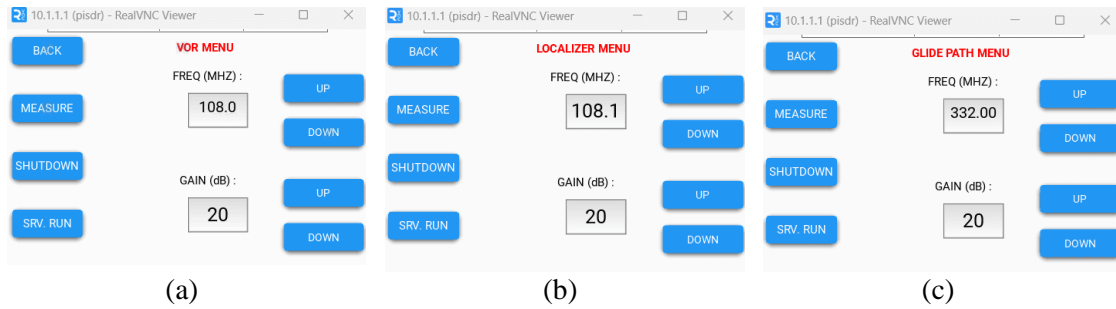 10.1.1.1 (pisdr) - RealVNC Viewer
BACK
VOR MENU
FREQ (MHZ) :
UP
MEASURE
108.0
DOWN
SHUTDOWN
GAIN (dB) :
UP
SRV. RUN
20
DOWN
(a)
10.1.1.1 (pisdr) - RealVNC Viewer
BACK
LOCALIZER MENU
FREQ (MHZ) :
UP
MEASURE
108.1
DOWN
SHUTDOWN
GAIN (dB) :
UP
SRV. RUN
20
DOWN
(b)
10.1.1.1 (pisdr) - RealVNC Viewer
BACK
GLIDE PATH MENU
FREQ (MHZ) :
UP
MEASURE
332.00
DOWN
SHUTDOWN
GAIN (dB) :
UP
SRV. RUN
20
DOWN
(c)